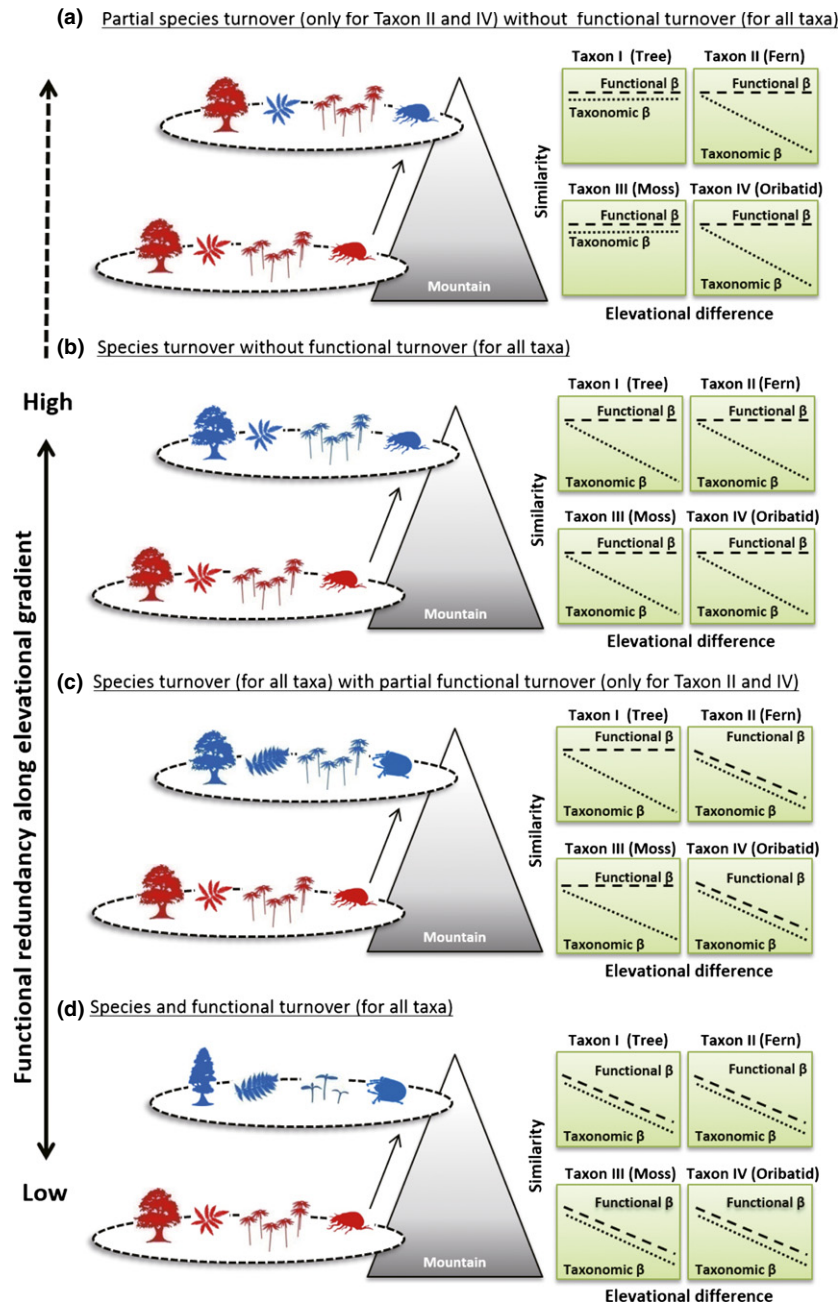 (a) Partial species turnover (only for Taxon II and IV) without functional turnover (for all taxa)
Taxon I (Tree)
Functional β
Taxonomic β
Taxon II (Fern)
Functional β
Taxonomic β
Taxon III (Moss)
Functional β
Taxonomic β
Taxon IV (Oribatid)
Functional β
Taxonomic β
Similarity
Elevational difference
Mountain
(b) Species turnover without functional turnover (for all taxa)
Taxon I (Tree)
Functional β
Taxonomic β
Taxon II (Fern)
Functional β
Taxonomic β
Taxon III (Moss)
Functional β
Taxonomic β
Taxon IV (Oribatid)
Functional β
Taxonomic β
Similarity
Elevational difference
Mountain
High
Functional redundancy along elevational gradient
Low
(c) Species turnover (for all taxa) with partial functional turnover (only for Taxon II and IV)
Taxon I (Tree)
Functional β
Taxonomic β
Taxon II (Fern)
Functional β
Taxonomic β
Taxon III (Moss)
Functional β
Taxonomic β
Taxon IV (Oribatid)
Functional β
Taxonomic β
Similarity
Elevational difference
Mountain
(d) Species and functional turnover (for all taxa)
Taxon I (Tree)
Functional β
Taxonomic β
Taxon II (Fern)
Functional β
Taxonomic β
Taxon III (Moss)
Functional β
Taxonomic β
Taxon IV (Oribatid)
Functional β
Taxonomic β
Similarity
Elevational difference
Mountain